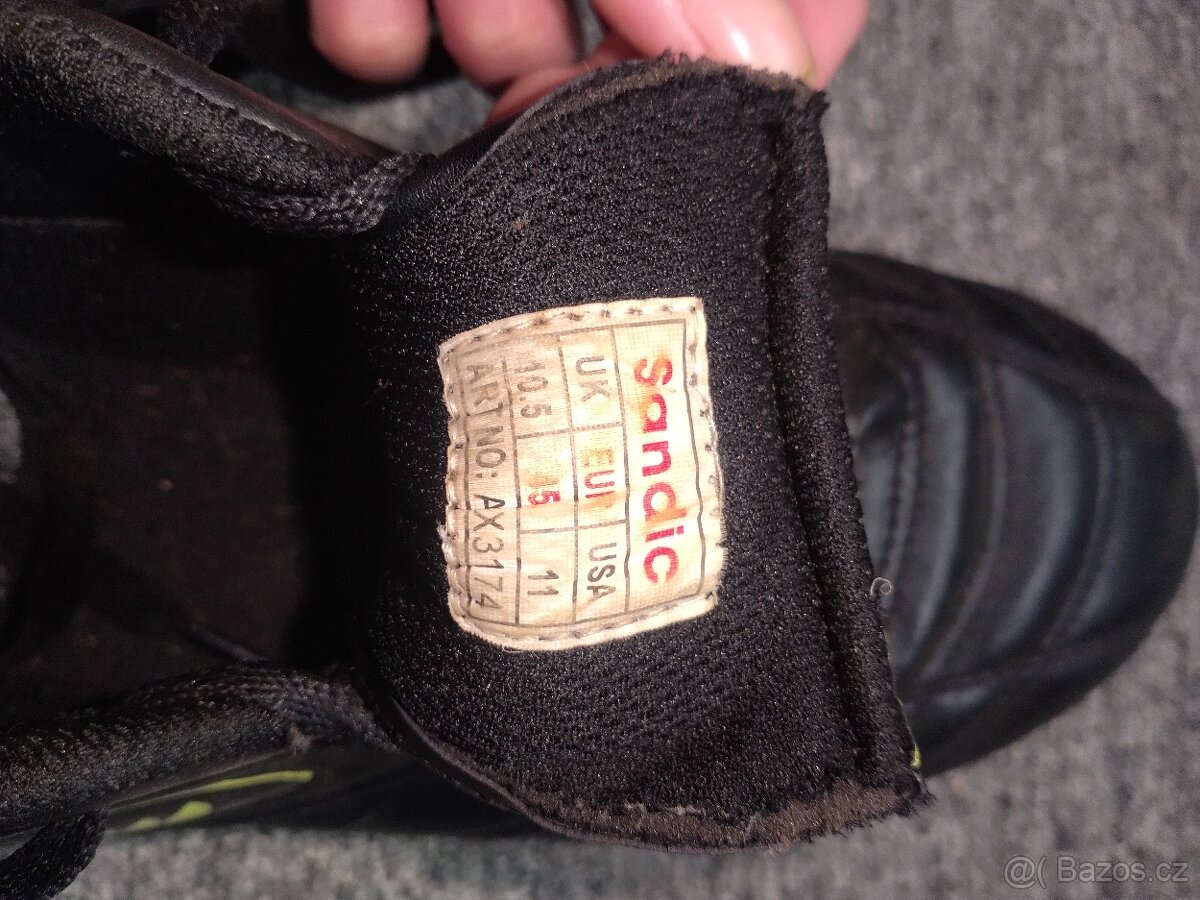 Sandic
UK EUR USA
10.5 45 11
ART NO: AX3174
@( Bazos.cz